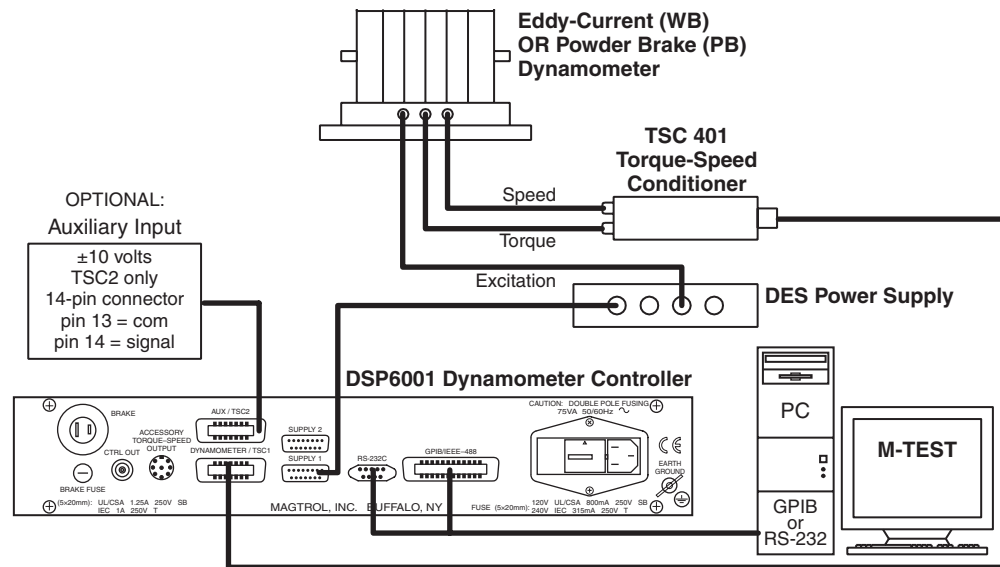 Eddy-Current (WB)
OR Powder Brake (PB)
Dynamometer
TSC 401
Torque-Speed
Conditioner
Speed
Torque
Excitation
OPTIONAL:
Auxiliary Input
±10 volts
TSC2 only
14-pin connector
pin 13 = com
pin 14 = signal
DES Power Supply
DSP6001 Dynamometer Controller
BRAKE
AUX / TSC2
ACCESSORY
TORQUE–SPEED
OUTPUT
CTRL OUT
DYNAMOMETER / TSC1
SUPPLY 2
SUPPLY 1
RS-232C
GPIB/IEEE–488
CAUTION: DOUBLE POLE FUSING
75VA 50/60Hz
CE
EARTH
GROUND
BRAKE FUSE
(5×20mm): UL/CSA 1.25A 250V SB
IEC 1A 250V T
MAGTROL, INC. BUFFALO, NY
FUSE (5×20mm): 120V UL/CSA 800mA 250V SB
240V IEC 315mA 250V T
PC
GPIB
or
RS-232
M-TEST